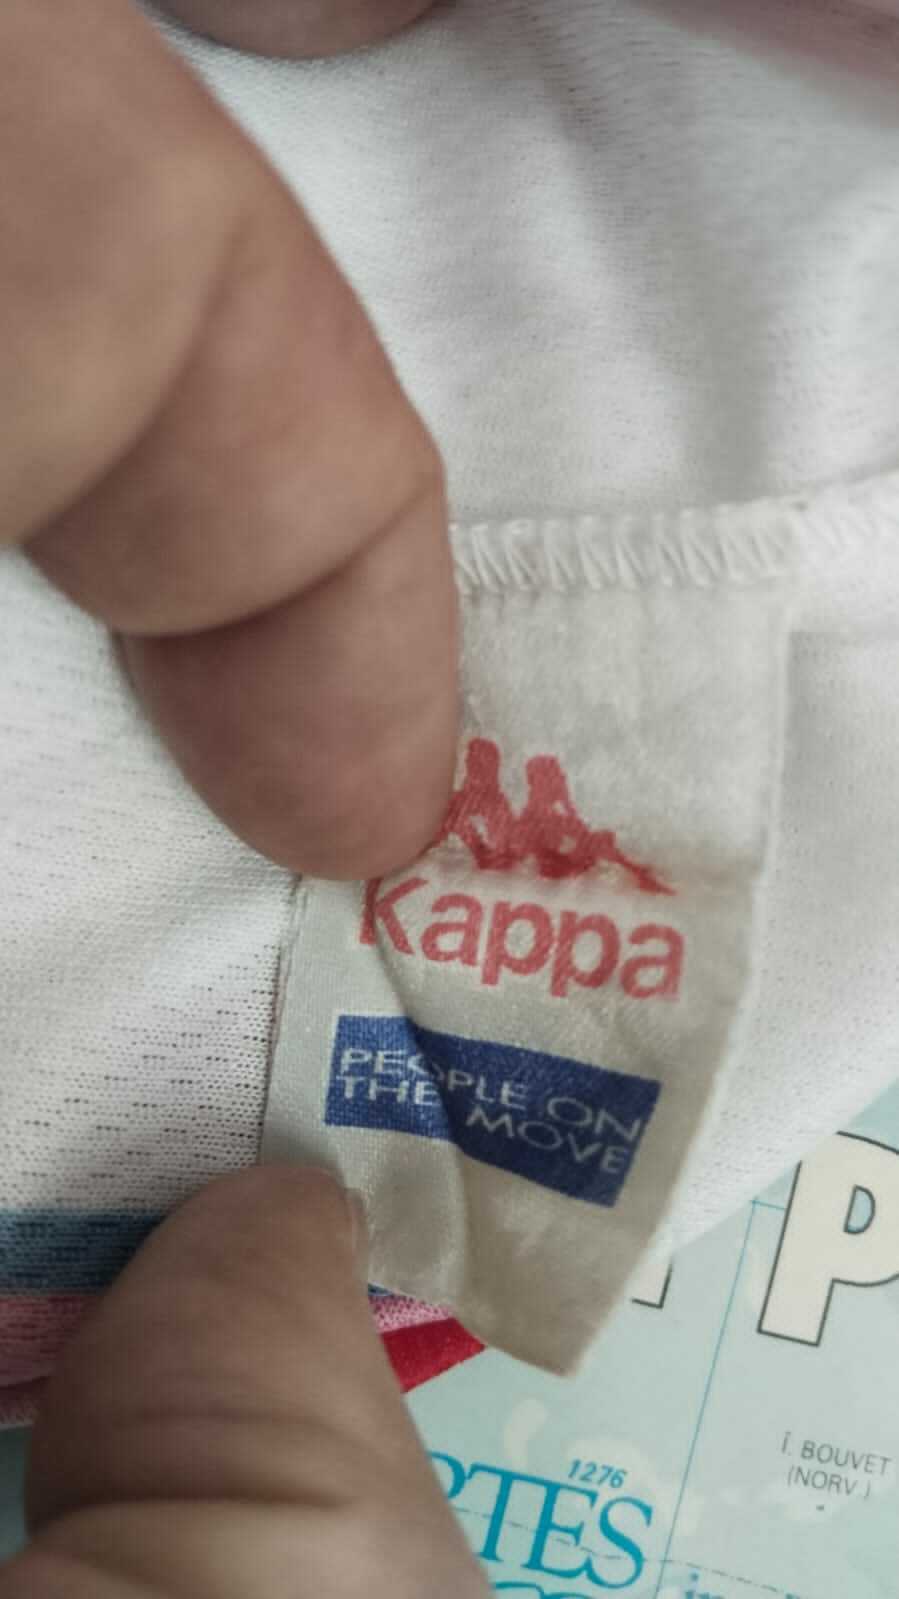 Kappa
PEOPLE ON
THE MOVE
P
Î. BOUVET
(NORV.)
1276
RTES